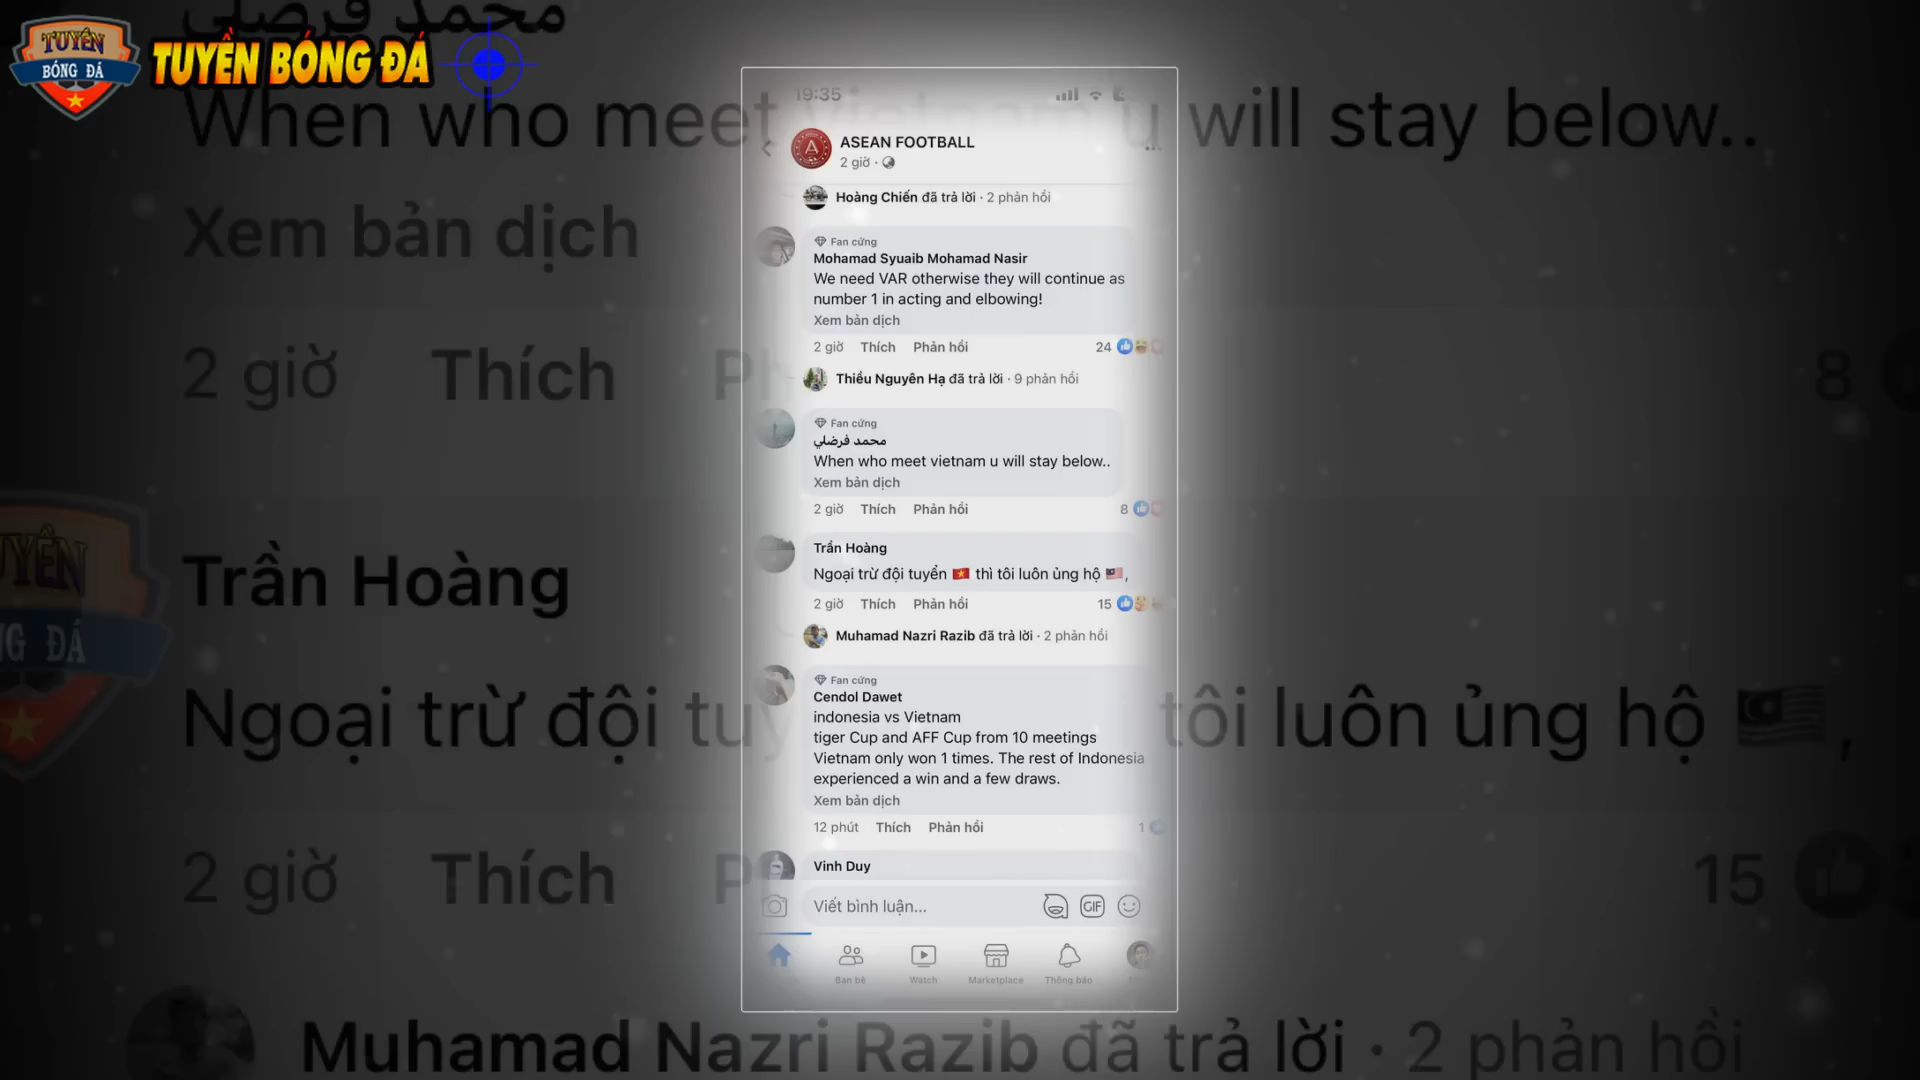 TUYỂN
BÓNG ĐÁ
TUYỂN BÓNG ĐÁ
19:35
ASEAN FOOTBALL
2 giờ ·
Hoàng Chiến đã trả lời · 2 phản hồi
Fan cứng
Mohamad Syuaib Mohamad Nasir
We need VAR otherwise they will continue as
number 1 in acting and elbowing!
Xem bản dịch
2 giờ Thích Phản hồi 24
Thiều Nguyên Hạ đã trả lời · 9 phản hồi
Fan cứng
محمد فرضلي
When who meet vietnam u will stay below..
Xem bản dịch
2 giờ Thích Phản hồi 8
Trần Hoàng
Ngoại trừ đội tuyển 🇻🇳 thì tôi luôn ủng hộ 🇲🇾,
2 giờ Thích Phản hồi 15
Muhamad Nazri Razib đã trả lời · 2 phản hồi
Fan cứng
Cendol Dawet
indonesia vs Vietnam
tiger Cup and AFF Cup from 10 meetings
Vietnam only won 1 times. The rest of Indonesia
experienced a win and a few draws.
Xem bản dịch
12 phút Thích Phản hồi 1
Vinh Duy
Viết bình luận...
GIF
Bạn bè
Watch
Marketplace
Thông báo
محمد فرضلي
When who meet vietnam u will stay below..
Xem bản dịch
2 giờ Thích Ph 8
Trần Hoàng
Ngoại trừ đội tuy tôi luôn ủng hộ 🇲🇾,
2 giờ Thích P 15
Muhamad Nazri Razib đã trả lời · 2 phản hồi